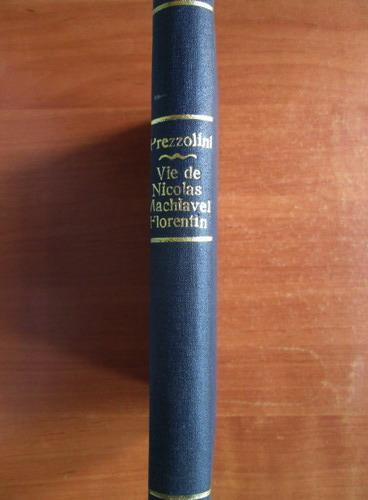 Prezzolini
Vie de
Nicolas
Machiavel
Florentin